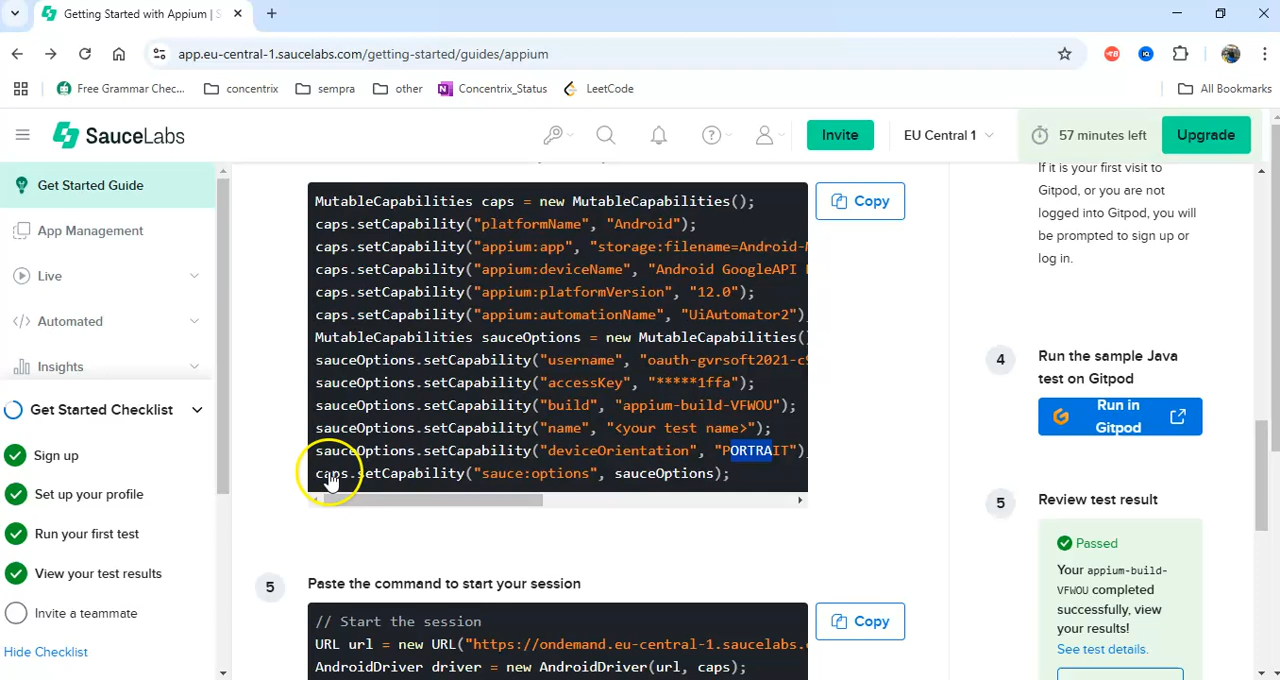 Getting Started with Appium | S
app.eu-central-1.saucelabs.com/getting-started/guides/appium
Free Grammar Chec...
concentrix
sempra
other
Concentrix_Status
LeetCode
All Bookmarks
SAUCELABS
Invite
EU Central 1
57 minutes left
Upgrade
Get Started Guide
App Management
Live
Automated
Insights
Get Started Checklist
Sign up
Set up your profile
Run your first test
View your test results
Invite a teammate
Hide Checklist
MutableCapabilities caps = new MutableCapabilities();
caps.setCapability("platformName", "Android");
caps.setCapability("appium:app", "storage:filename=Android-
caps.setCapability("appium:deviceName", "Android GoogleAPI
caps.setCapability("appium:platformVersion", "12.0");
caps.setCapability("appium:automationName", "UiAutomator2")
MutableCapabilities sauceOptions = new MutableCapabilities(
sauceOptions.setCapability("username", "oauth-gvrsoft2021-c
sauceOptions.setCapability("accessKey", "*****1ffa");
sauceOptions.setCapability("build", "appium-build-VFWOU");
sauceOptions.setCapability("name", "<your test name>");
sauceOptions.setCapability("deviceOrientation", "PORTRAIT")
caps.setCapability("sauce:options", sauceOptions);
Copy
5
Paste the command to start your session
// Start the session
URL url = new URL("https://ondemand.eu-central-1.saucelabs.
AndroidDriver driver = new AndroidDriver(url, caps);
Copy
If it is your first visit to
Gitpod, or you are not
logged into Gitpod, you will
be prompted to sign up or
log in.
4
Run the sample Java
test on Gitpod
Run in
Gitpod
5
Review test result
Passed
Your appium-build-
VFWOU completed
successfully, view
your results!
See test details.